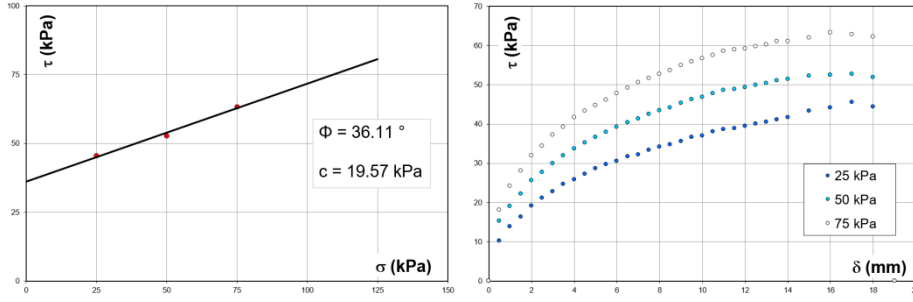 100
75
50
25
0
τ (kPa)
Φ = 36.11 °
c = 19.57 kPa
σ (kPa)
0 25 50 75 100 125 150
70
60
50
40
30
20
10
0
τ (kPa)
25 kPa
50 kPa
75 kPa
δ (mm)
0 2 4 6 8 10 12 14 16 18